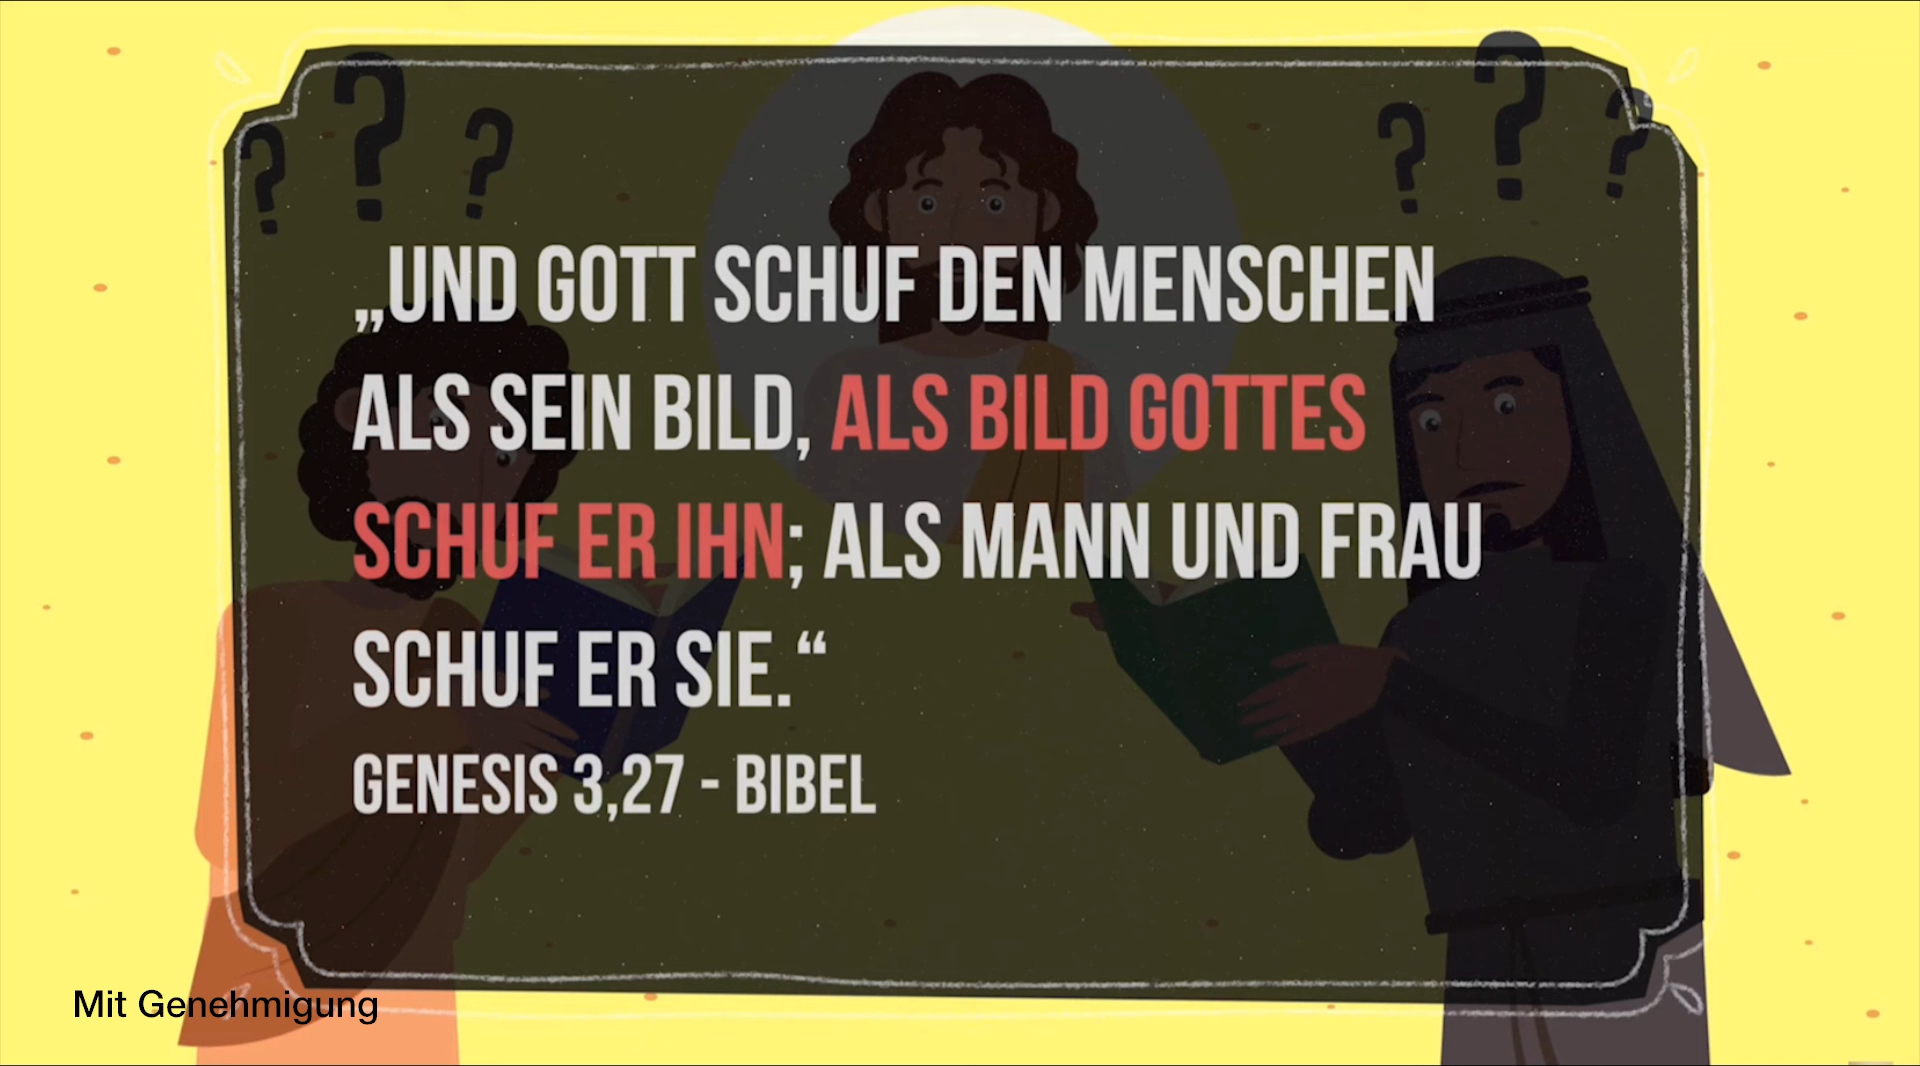 „UND GOTT SCHUF DEN MENSCHEN
ALS SEIN BILD, ALS BILD GOTTES
SCHUF ER IHN; ALS MANN UND FRAU
SCHUF ER SIE.“
GENESIS 3,27 - BIBEL
Mit Genehmigung